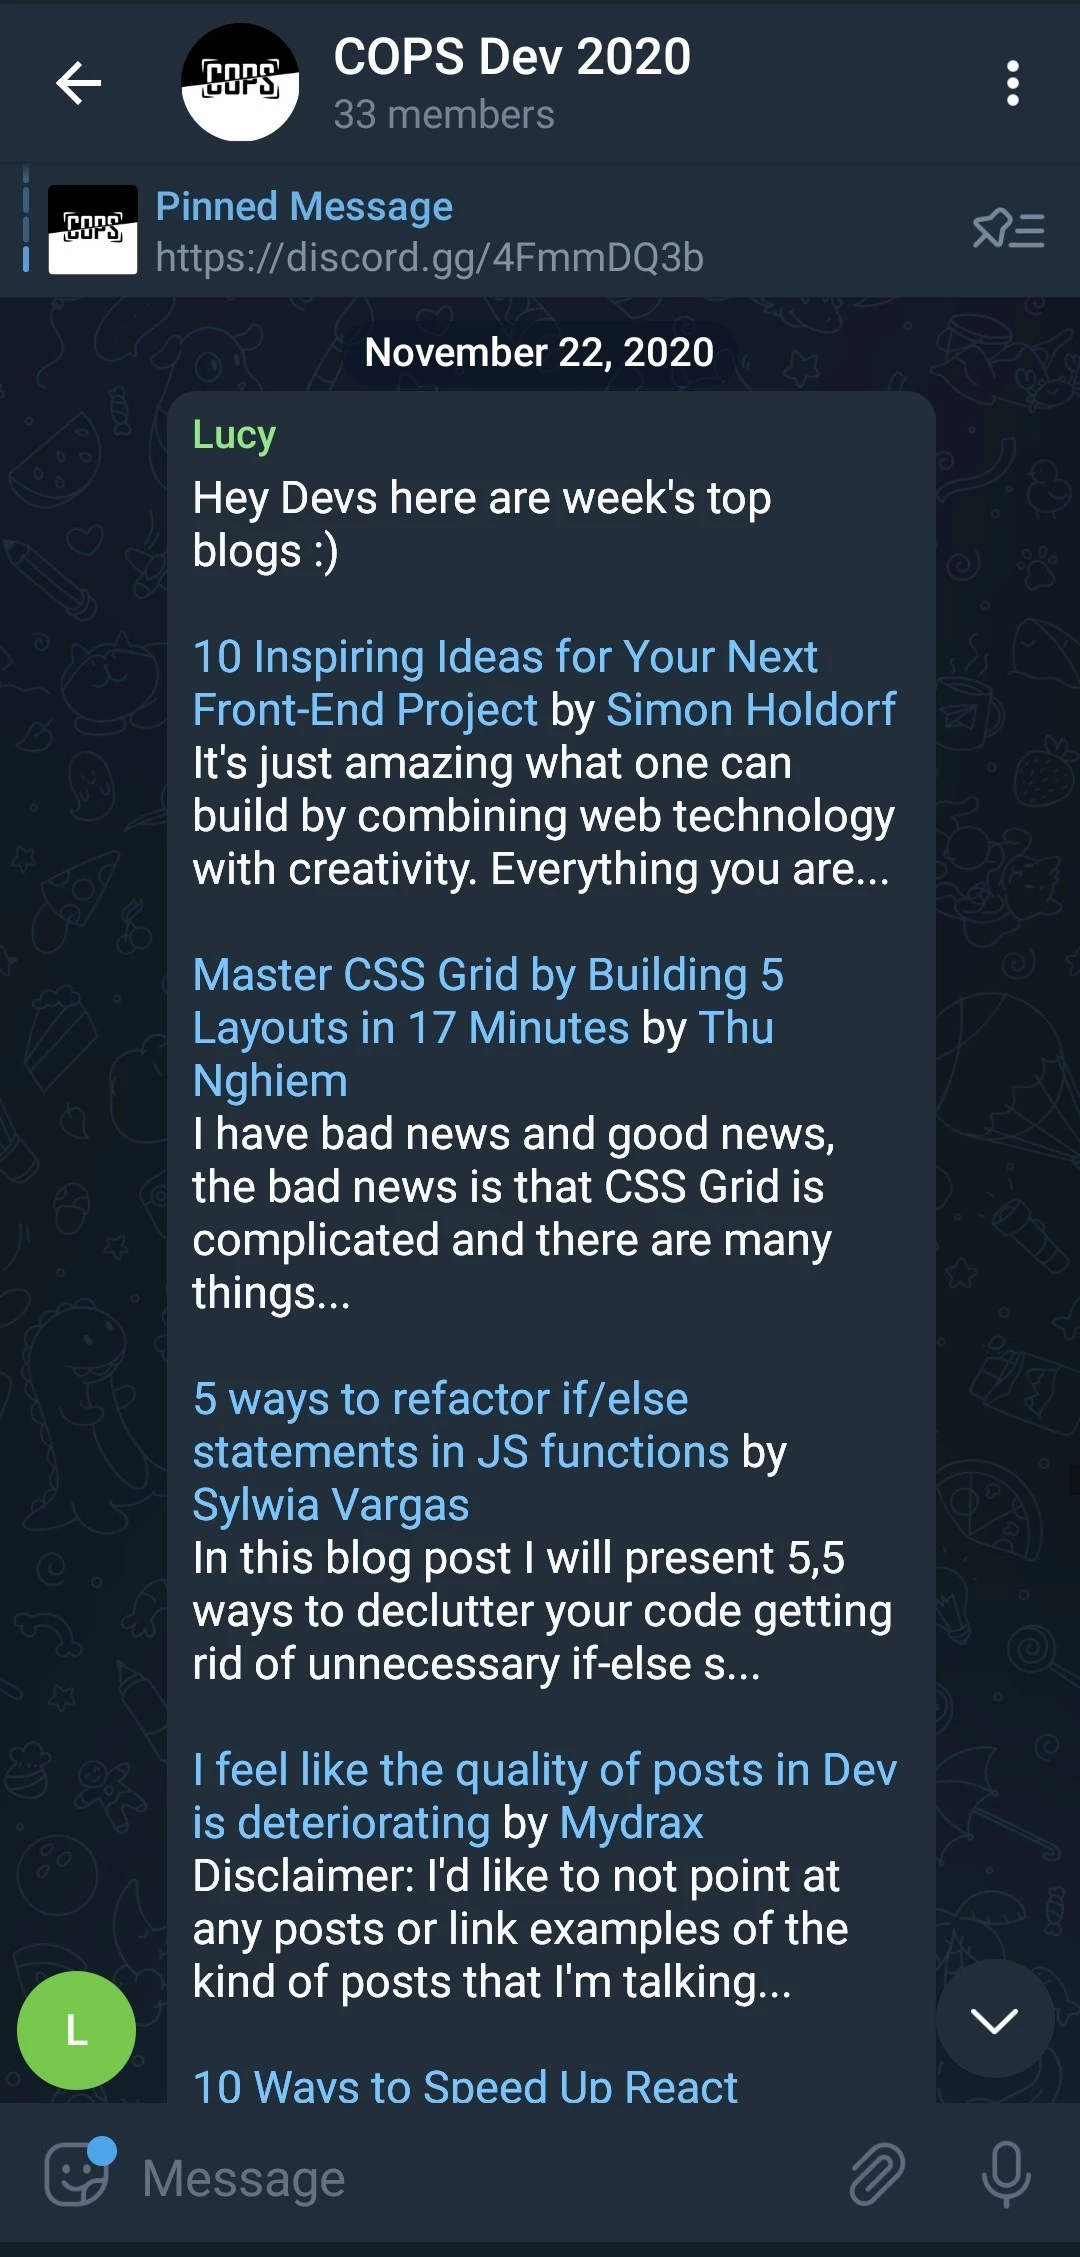 COPS
COPS Dev 2020
33 members
COPS
Pinned Message
https://discord.gg/4FmmDQ3b
November 22, 2020
Lucy
Hey Devs here are week's top
blogs :)
10 Inspiring Ideas for Your Next
Front-End Project by Simon Holdorf
It's just amazing what one can
build by combining web technology
with creativity. Everything you are...
Master CSS Grid by Building 5
Layouts in 17 Minutes by Thu
Nghiem
I have bad news and good news,
the bad news is that CSS Grid is
complicated and there are many
things...
5 ways to refactor if/else
statements in JS functions by
Sylwia Vargas
In this blog post I will present 5,5
ways to declutter your code getting
rid of unnecessary if-else s...
I feel like the quality of posts in Dev
is deteriorating by Mydrax
Disclaimer: I'd like to not point at
any posts or link examples of the
kind of posts that I'm talking...
L
10 Ways to Speed Up React
Message